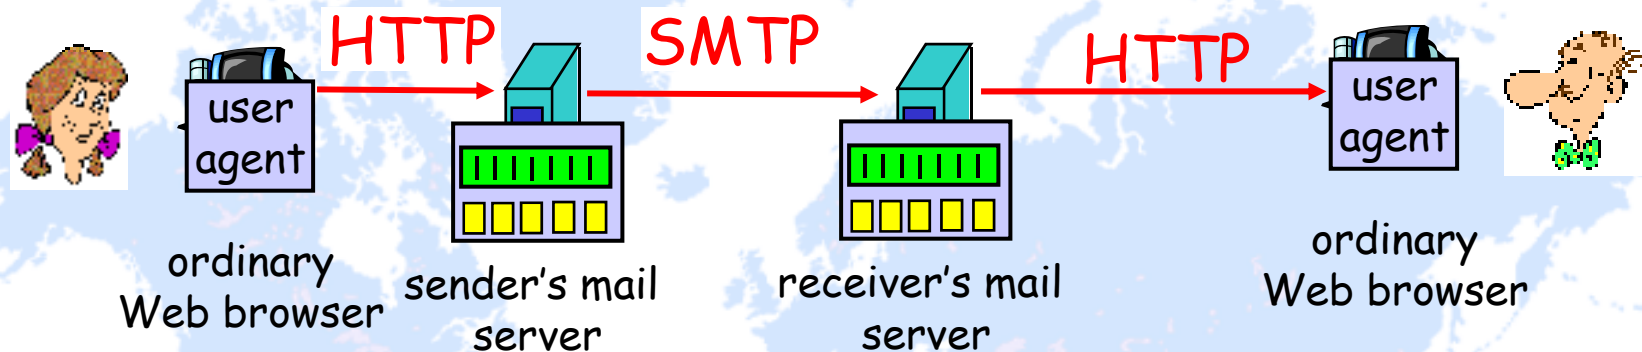 HTTP
SMTP
HTTP
user
agent
user
agent
ordinary
Web browser
sender's mail
server
receiver's mail
server
ordinary
Web browser